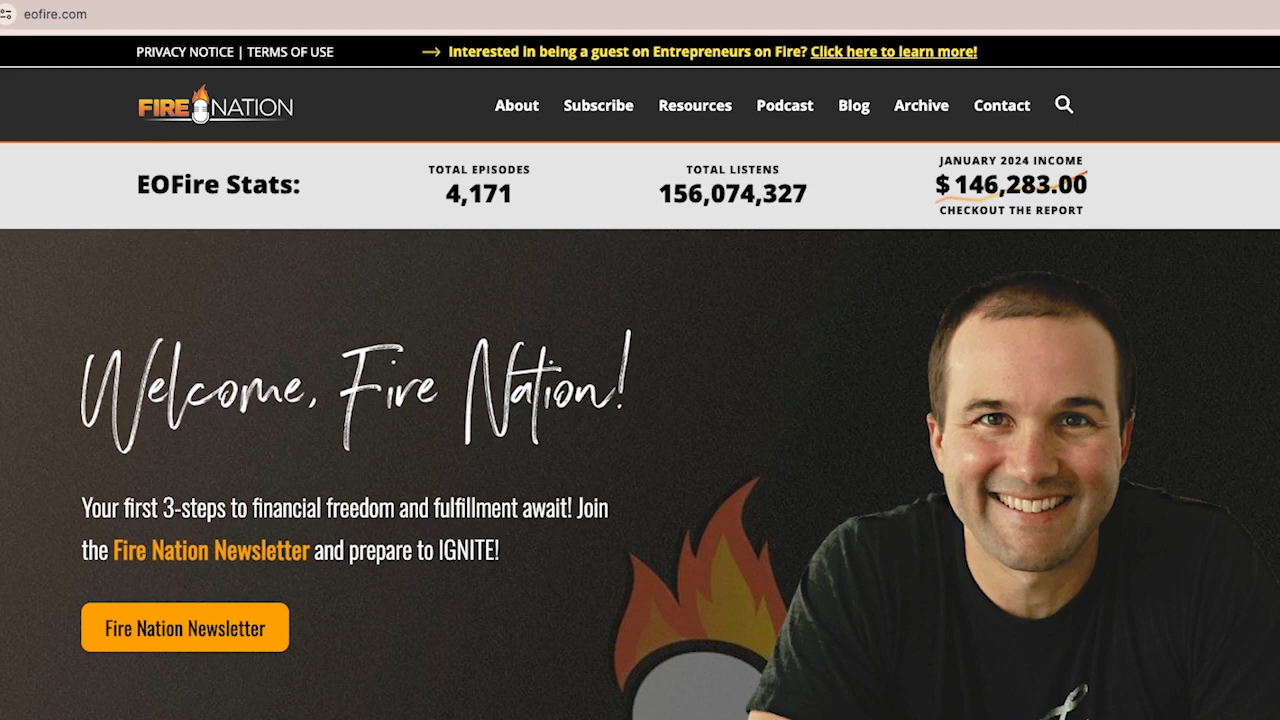 eofire.com
PRIVACY NOTICE | TERMS OF USE
Interested in being a guest on Entrepreneurs on Fire? Click here to learn more!
FIRE NATION
About Subscribe Resources Podcast Blog Archive Contact
EOFire Stats:
TOTAL EPISODES
4,171
TOTAL LISTENS
156,074,327
JANUARY 2024 INCOME
$ 146,283.00
CHECKOUT THE REPORT
Welcome, Fire Nation!
Your first 3-steps to financial freedom and fulfillment await! Join
the Fire Nation Newsletter and prepare to IGNITE!
Fire Nation Newsletter